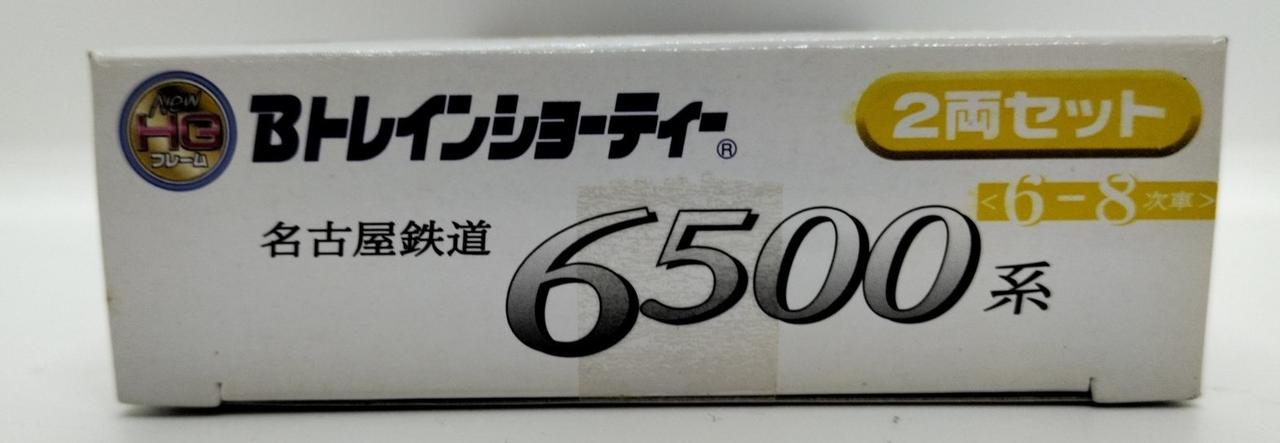 NEW
HG
フレーム
Bトレインショーティー®
2両セット
<6-8次車>
名古屋鉄道
6500系